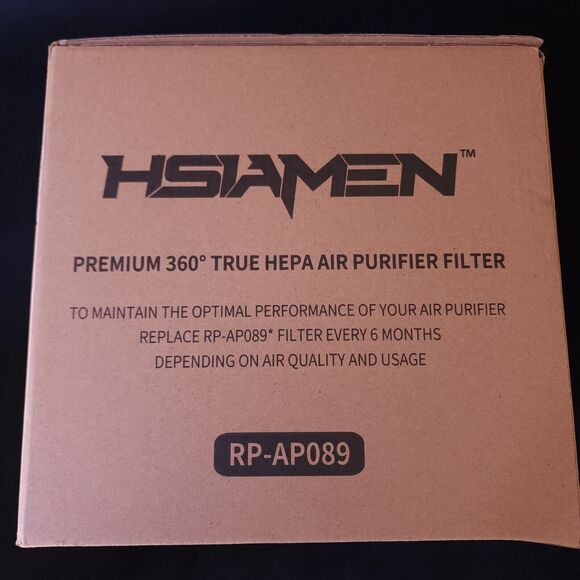 HSIAMEN™
PREMIUM 360° TRUE HEPA AIR PURIFIER FILTER
TO MAINTAIN THE OPTIMAL PERFORMANCE OF YOUR AIR PURIFIER
REPLACE RP-AP089* FILTER EVERY 6 MONTHS
DEPENDING ON AIR QUALITY AND USAGE
RP-AP089